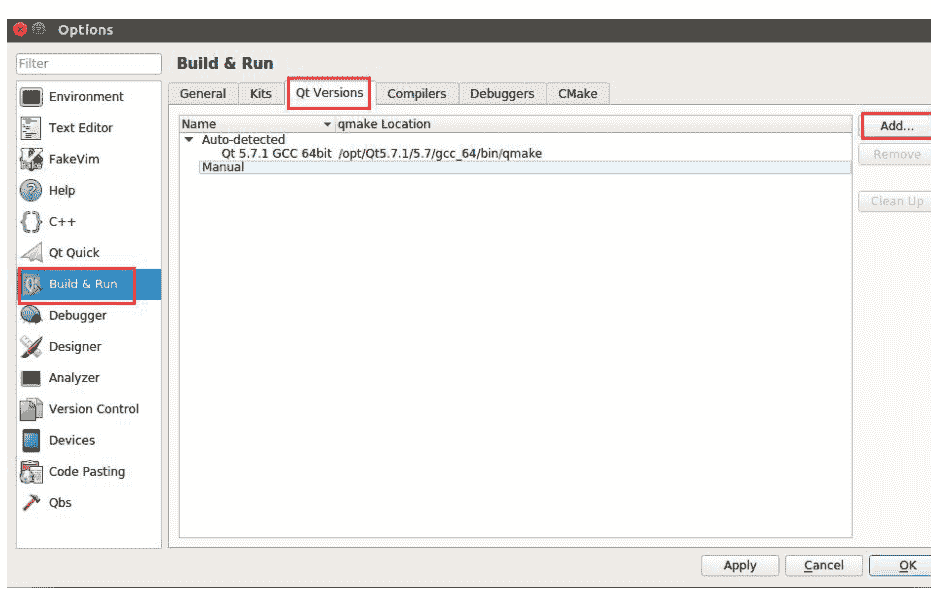 Options
Filter
Environment
Text Editor
FakeVim
Help
C++
Qt Quick
Build & Run
Debugger
Designer
Analyzer
Version Control
Devices
Code Pasting
Qbs
Build & Run
General Kits Qt Versions Compilers Debuggers CMake
Name qmake Location
Auto-detected
Qt 5.7.1 GCC 64bit /opt/Qt5.7.1/5.7/gcc_64/bin/qmake
Manual
Add...
Remove
Clean Up
Apply Cancel OK